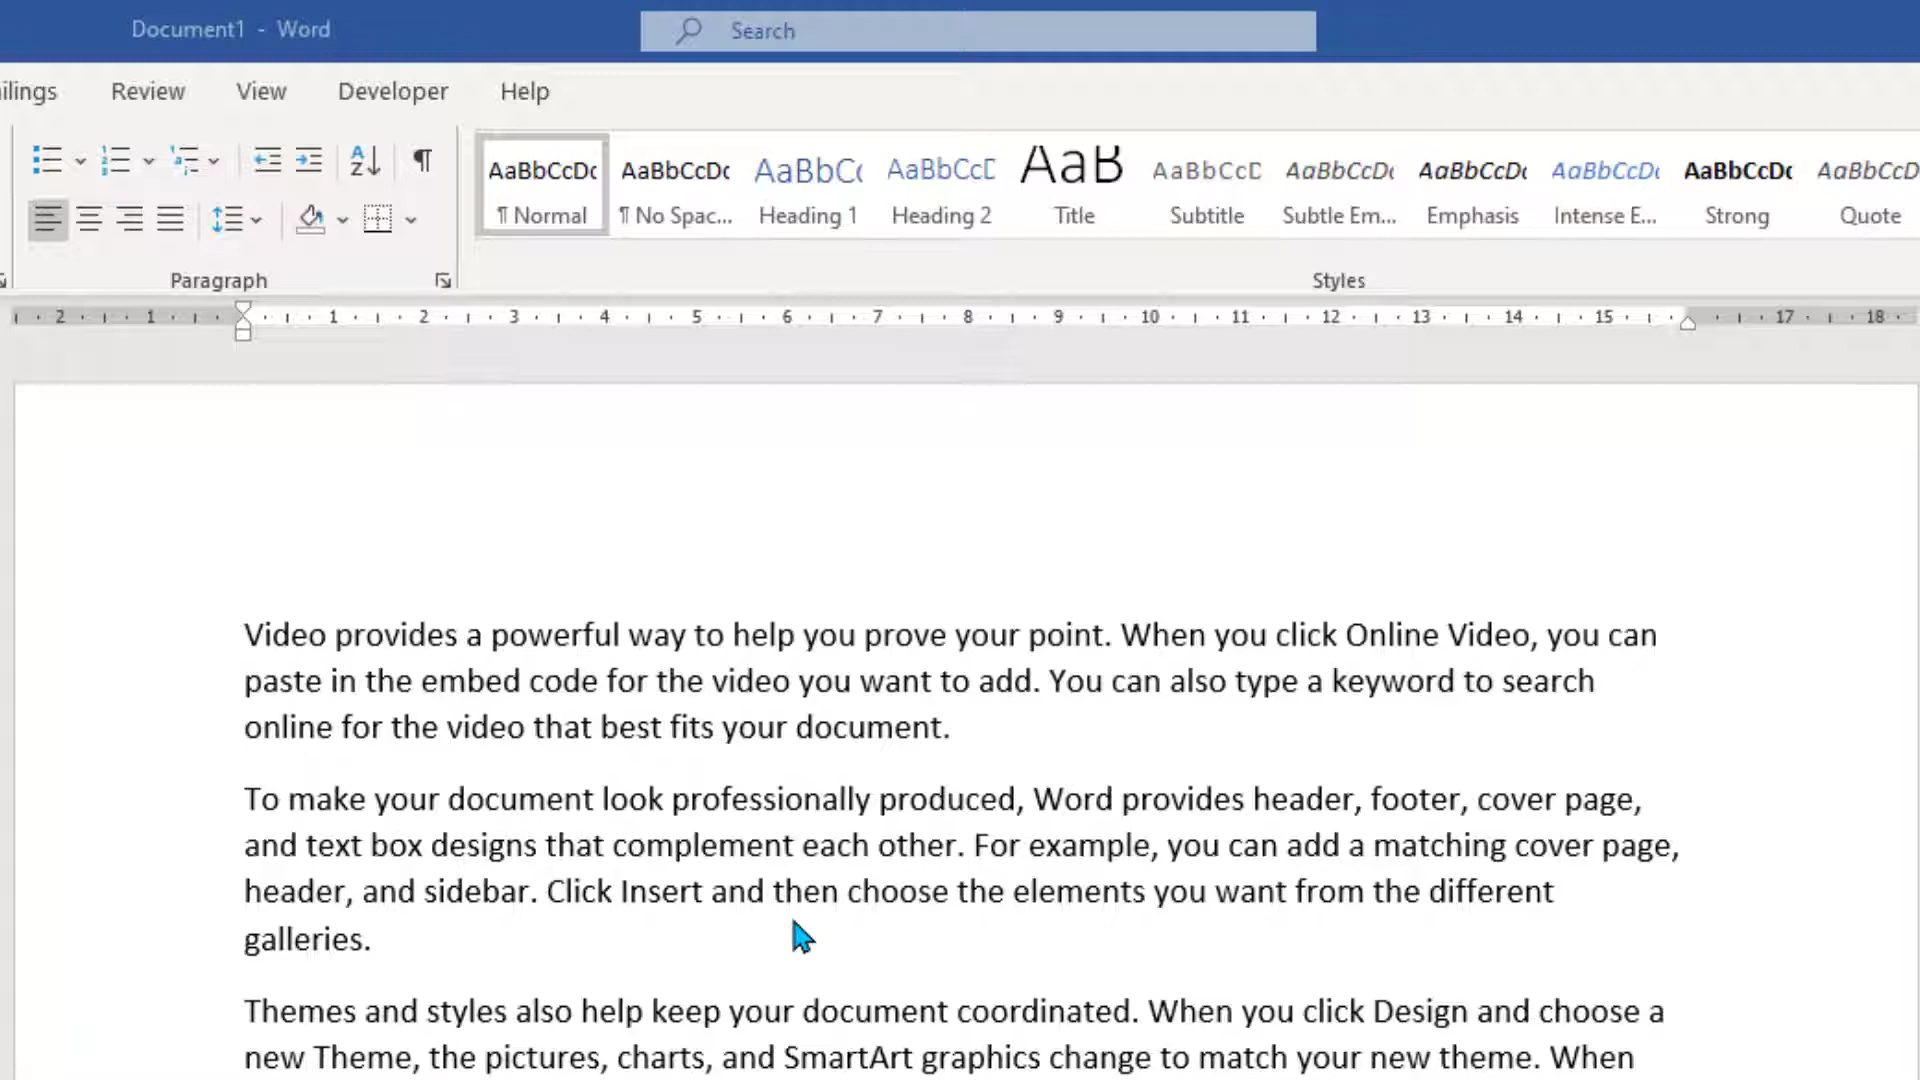 Document1 - Word
Search
ilings Review View Developer Help
AaBbCcDc AaBbCcDc AaBbCc AaBbCcD AaB AaBbCcD AaBbCcDc AaBbCcDc AaBbCcDc AaBbCcDc AaBbCcD
¶ Normal ¶ No Spac... Heading 1 Heading 2 Title Subtitle Subtle Em... Emphasis Intense E... Strong Quote
Paragraph
Styles
2 1 1 2 3 4 5 6 7 8 9 10 11 12 13 14 15 17 18
Video provides a powerful way to help you prove your point. When you click Online Video, you can
paste in the embed code for the video you want to add. You can also type a keyword to search
online for the video that best fits your document.
To make your document look professionally produced, Word provides header, footer, cover page,
and text box designs that complement each other. For example, you can add a matching cover page,
header, and sidebar. Click Insert and then choose the elements you want from the different
galleries.
Themes and styles also help keep your document coordinated. When you click Design and choose a
new Theme, the pictures, charts, and SmartArt graphics change to match your new theme. When